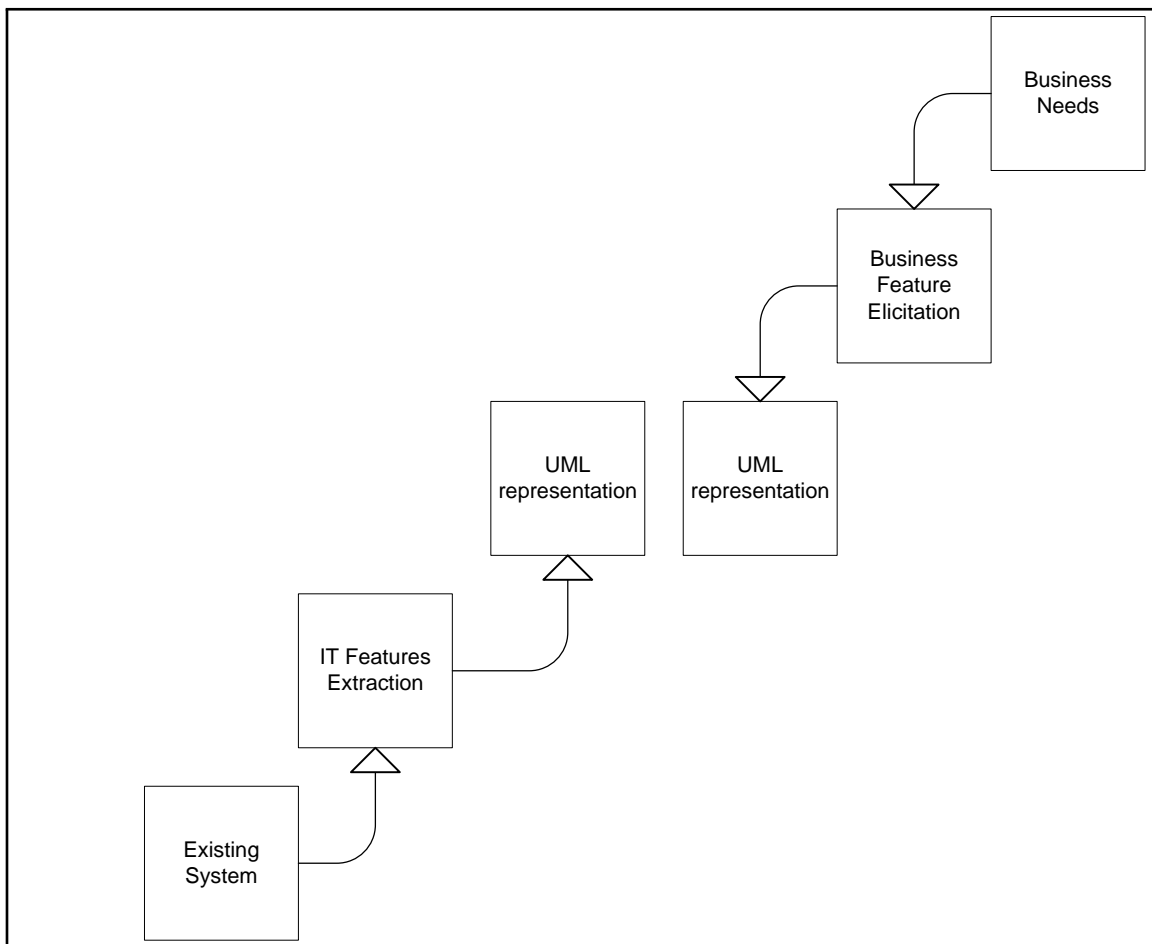 Business
Needs
Business
Feature
Elicitation
UML
representation
UML
representation
IT Features
Extraction
Existing
System